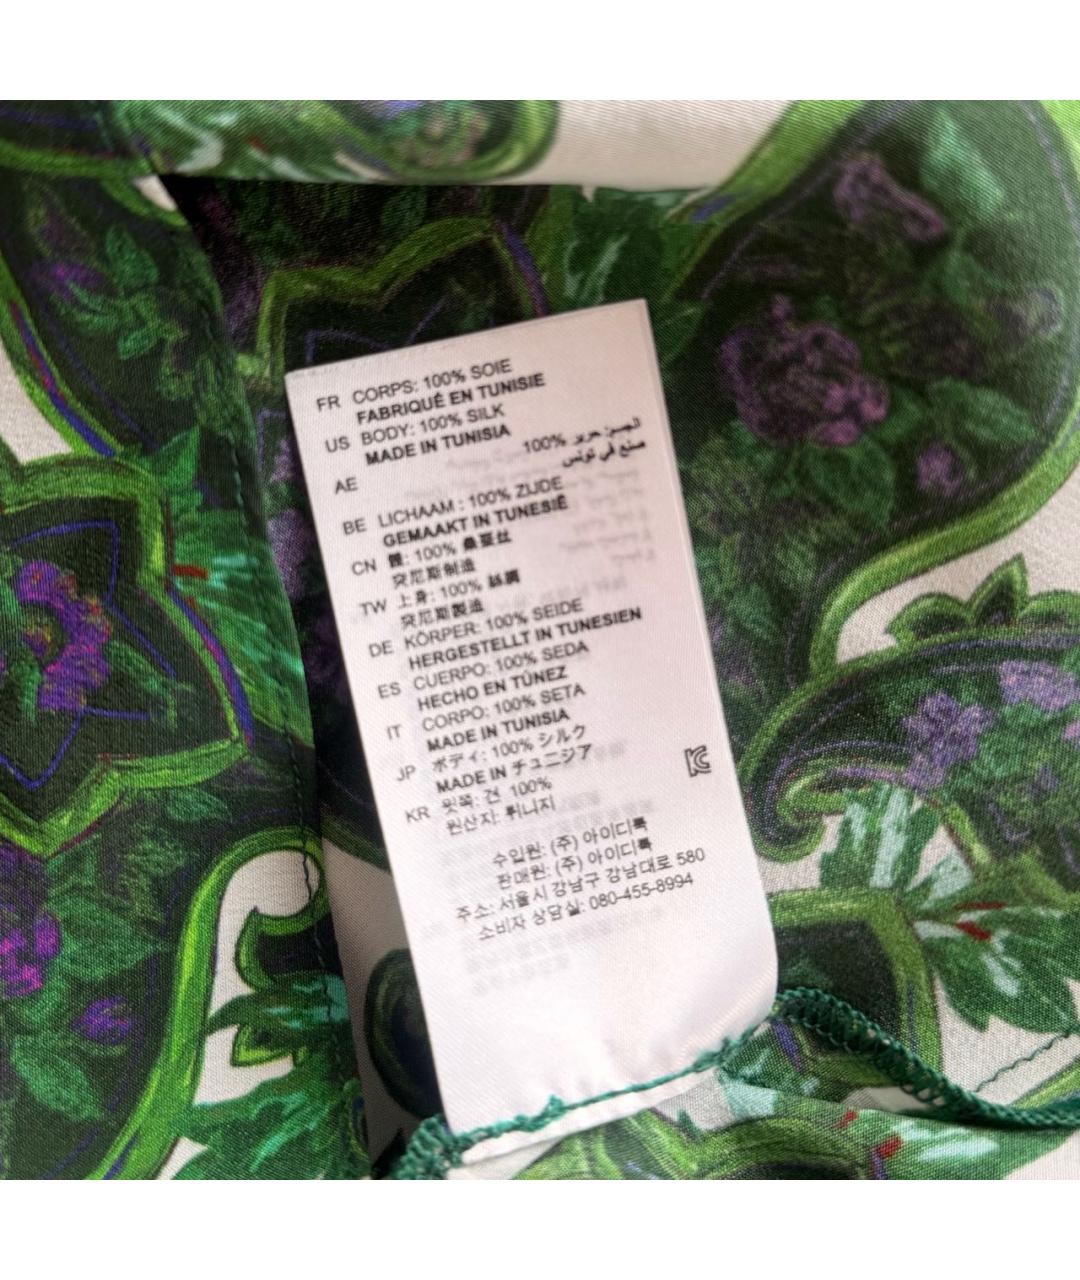 FR CORPS: 100% SOIE
FABRIQUÉ EN TUNISIE
US BODY: 100% SILK
MADE IN TUNISIA
AE الجسم: حرير 100%
صنع في تونس
BE LICHAAM : 100% ZIJDE
GEMAAKT IN TUNESIË
CN 體: 100% 桑蚕丝
突尼斯制造
TW 上身: 100% 絲綢
突尼斯製造
DE KÖRPER: 100% SEIDE
HERGESTELLT IN TUNESIEN
ES CUERPO: 100% SEDA
HECHO EN TÚNEZ
IT CORPO: 100% SETA
MADE IN TUNISIA
JP ボディ: 100% シルク
MADE IN チュニジア
KR 윗쪽: 견 100%
원산지: 튀니지
수입원: (주) 아이디룩
판매원: (주) 아이디룩
주소: 서울시 강남구 강남대로 580
소비자 상담실: 080-455-8994